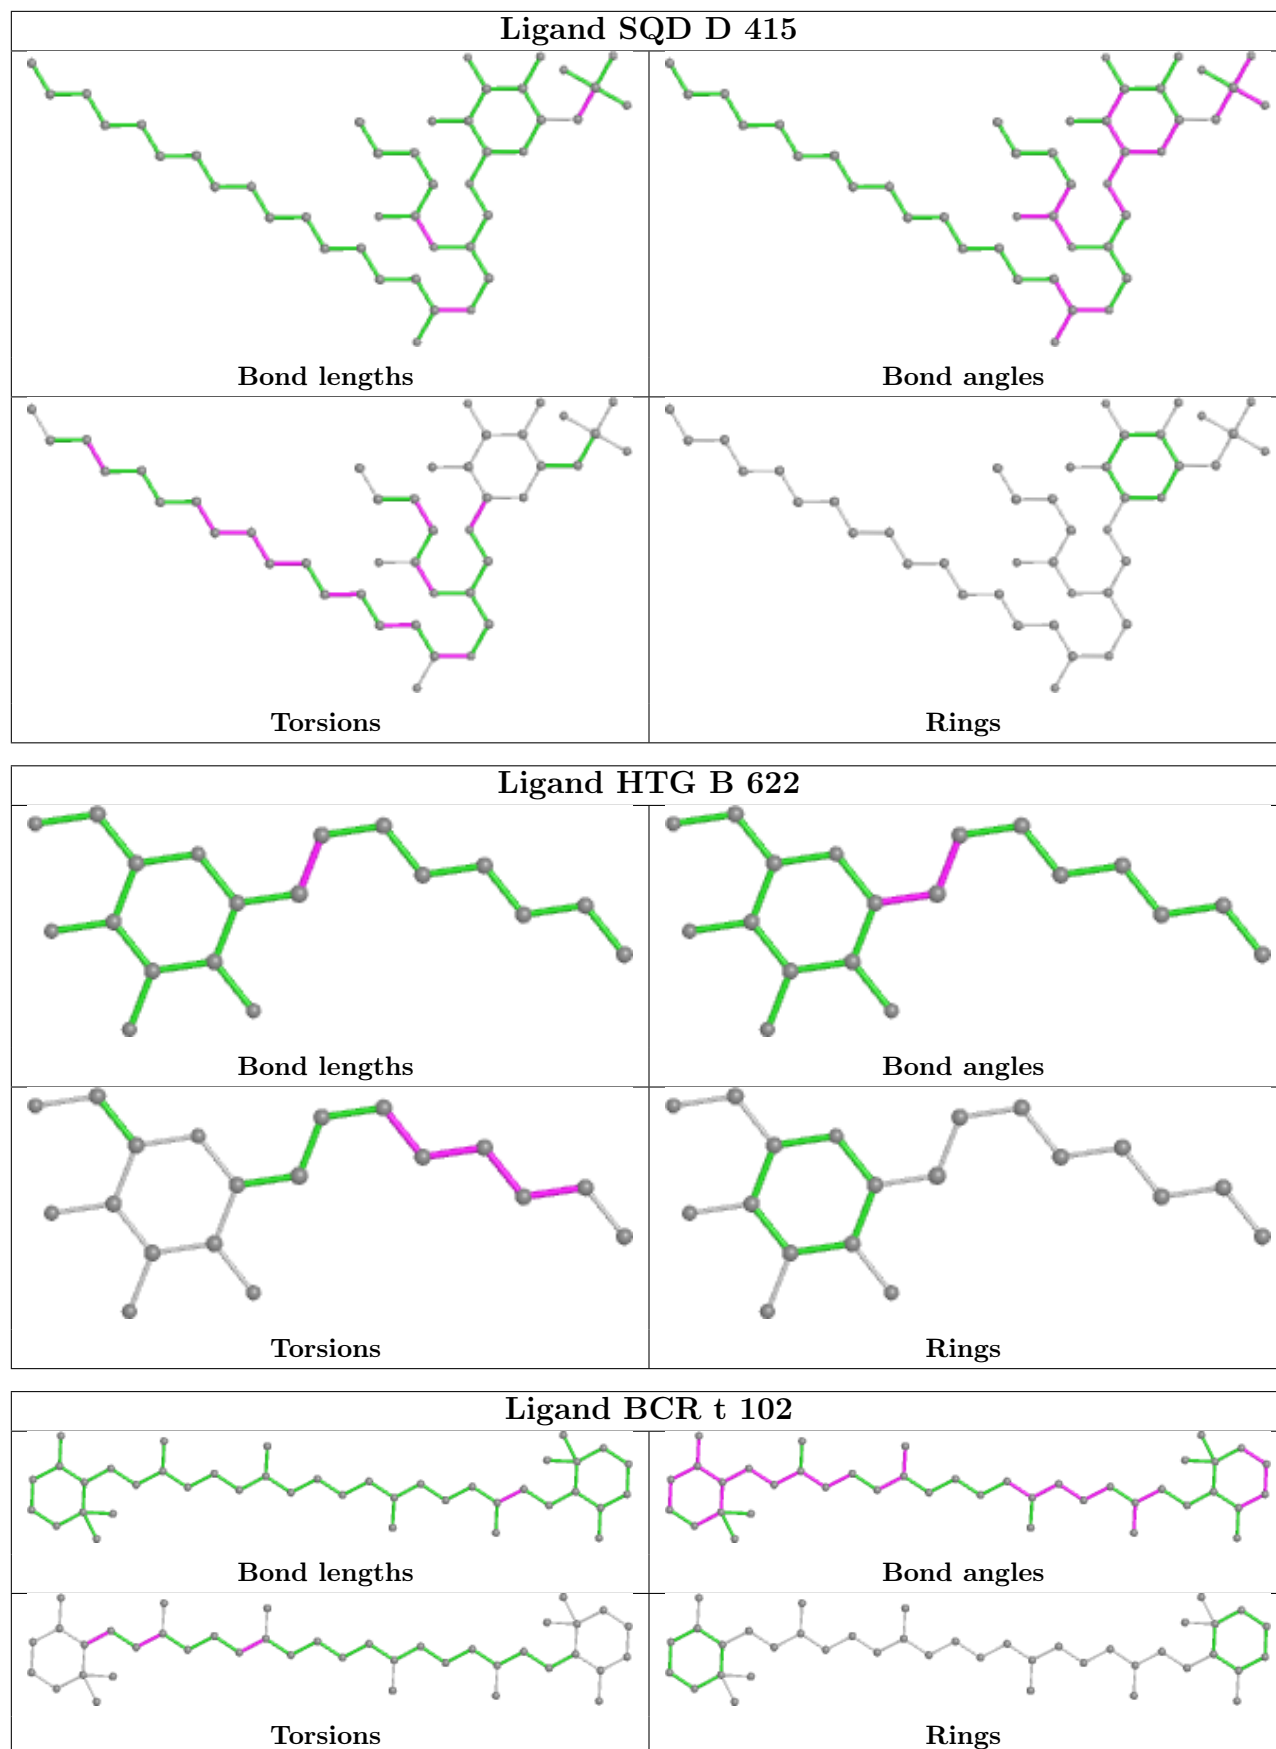 Ligand SQD D 415
Bond lengths
Bond angles
Torsions
Rings
Ligand HTG B 622
Bond lengths
Bond angles
Torsions
Rings
Ligand BCR t 102
Bond lengths
Bond angles
Torsions
Rings